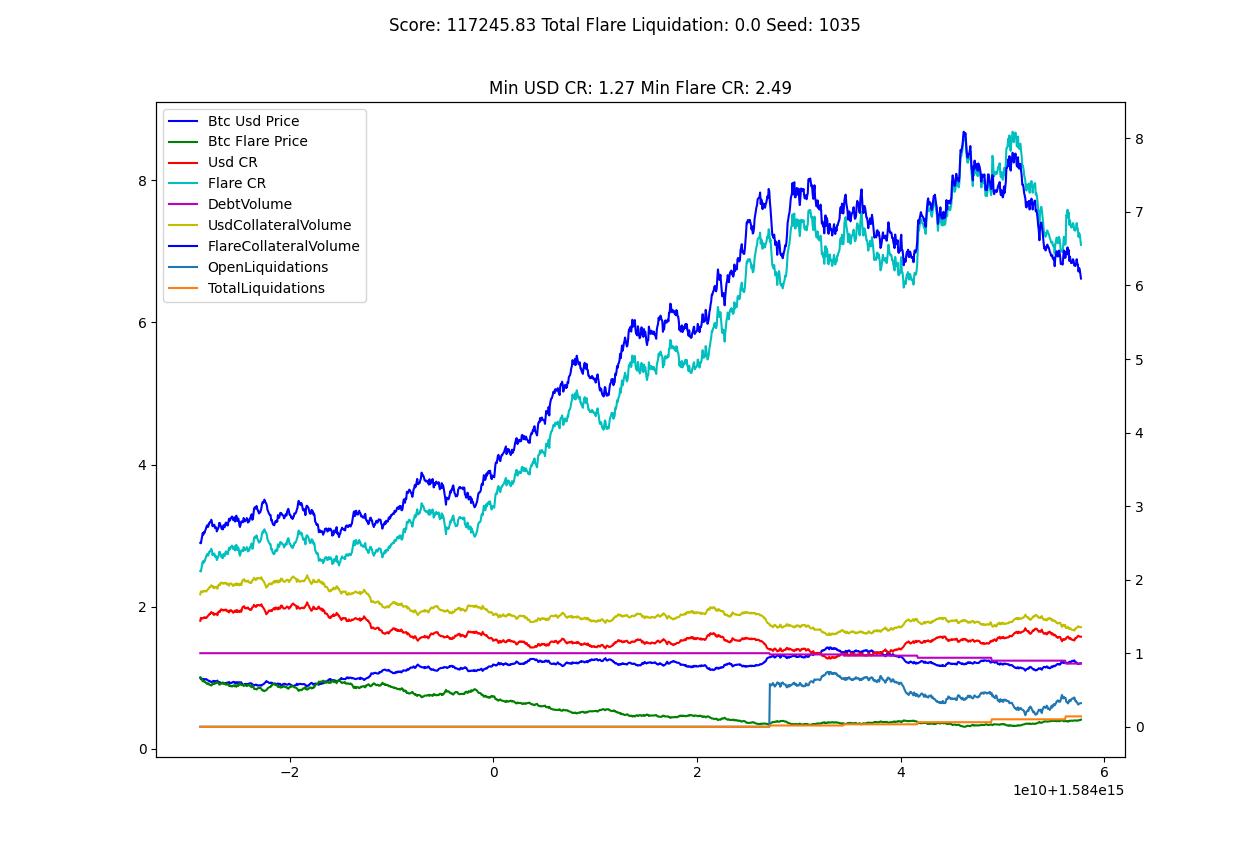 Score: 117245.83 Total Flare Liquidation: 0.0 Seed: 1035
Min USD CR: 1.27 Min Flare CR: 2.49
Btc Usd Price
Btc Flare Price
Usd CR
Flare CR
DebtVolume
UsdCollateralVolume
FlareCollateralVolume
OpenLiquidations
TotalLiquidations
8
6
4
2
0
8
7
6
5
4
3
2
1
0
−2
0
2
4
6
1e10+1.584e15